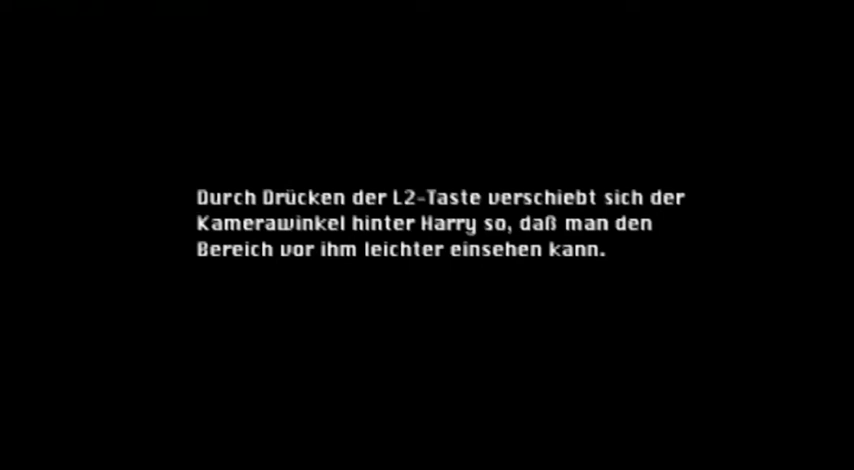 Durch Drücken der L2-Taste verschiebt sich der
Kamerawinkel hinter Harry so, daß man den
Bereich vor ihm leichter einsehen kann.